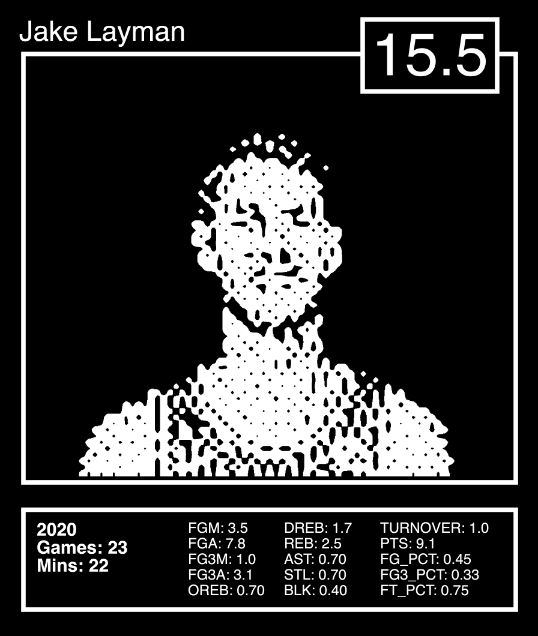 Jake Layman
15.5
2020
Games: 23
Mins: 22
FGM: 3.5
FGA: 7.8
FG3M: 1.0
FG3A: 3.1
OREB: 0.70
DREB: 1.7
REB: 2.5
AST: 0.70
STL: 0.70
BLK: 0.40
TURNOVER: 1.0
PTS: 9.1
FG_PCT: 0.45
FG3_PCT: 0.33
FT_PCT: 0.75